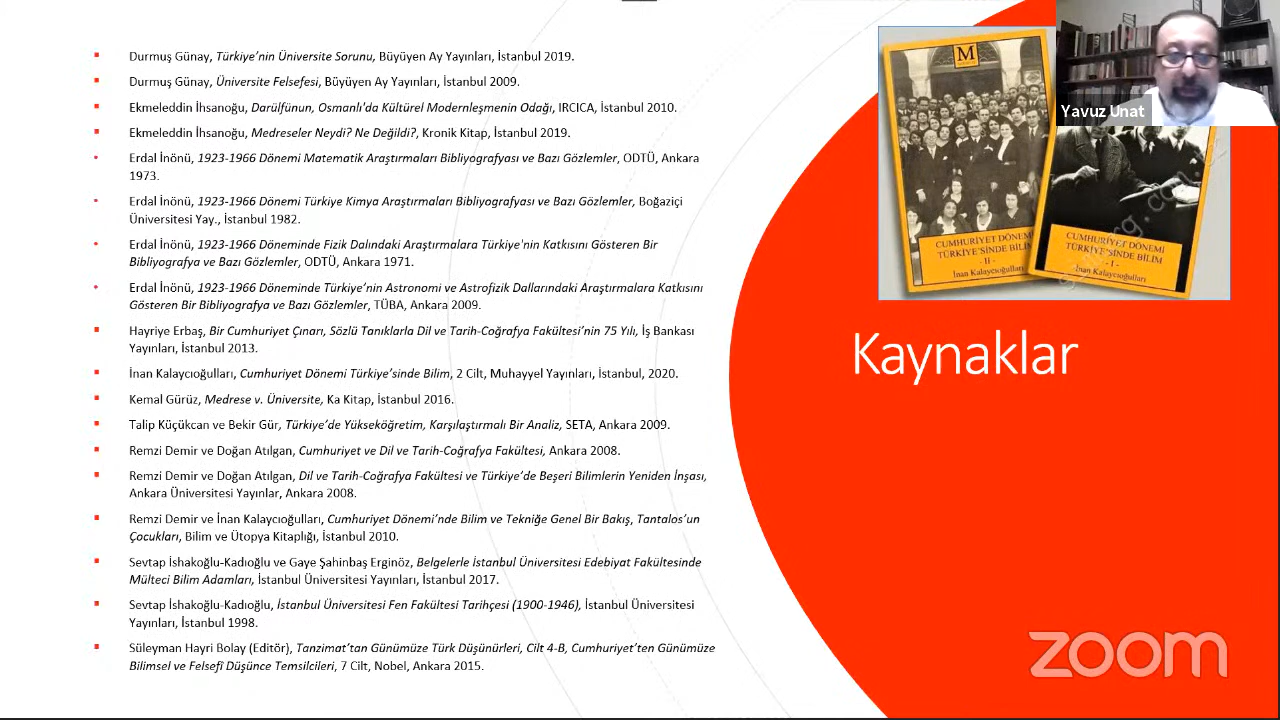 Durmuş Günay, Türkiye'nin Üniversite Sorunu, Büyüyen Ay Yayınları, İstanbul 2019.
Durmuş Günay, Üniversite Felsefesi, Büyüyen Ay Yayınları, İstanbul 2009.
Ekmeleddin İhsanoğu, Darülfünun, Osmanlı'da Kültürel Modernleşmenin Odağı, IRCICA, İstanbul 2010.
Ekmeleddin İhsanoğu, Medreseler Neydi? Ne Değildi?, Kronik Kitap, İstanbul 2019.
Erdal İnönü, 1923-1966 Dönemi Matematik Araştırmaları Bibliyografyası ve Bazı Gözlemler, ODTÜ, Ankara
1973.
Erdal İnönü, 1923-1966 Dönemi Türkiye Kimya Araştırmaları Bibliyografyası ve Bazı Gözlemler, Boğaziçi
Üniversitesi Yay., İstanbul 1982.
Erdal İnönü, 1923-1966 Döneminde Fizik Dalındaki Araştırmalara Türkiye'nin Katkısını Gösteren Bir
Bibliyografya ve Bazı Gözlemler, ODTÜ, Ankara 1971.
Erdal İnönü, 1923-1966 Döneminde Türkiye'nin Astronomi ve Astrofizik Dallarındaki Araştırmalara Katkısını
Gösteren Bir Bibliyografya ve Bazı Gözlemler, TÜBA, Ankara 2009.
Hayriye Erbaş, Bir Cumhuriyet Çınarı, Sözlü Tanıklarla Dil ve Tarih-Coğrafya Fakültesi'nin 75 Yılı, İş Bankası
Yayınları, İstanbul 2013.
İnan Kalaycıoğulları, Cumhuriyet Dönemi Türkiye'sinde Bilim, 2 Cilt, Muhayyel Yayınları, İstanbul, 2020.
Kemal Gürüz, Medrese v. Üniversite, Ka Kitap, İstanbul 2016.
Talip Küçükcan ve Bekir Gür, Türkiye'de Yükseköğretim, Karşılaştırmalı Bir Analiz, SETA, Ankara 2009.
Remzi Demir ve Doğan Atılgan, Cumhuriyet ve Dil ve Tarih-Coğrafya Fakültesi, Ankara 2008.
Remzi Demir ve Doğan Atılgan, Dil ve Tarih-Coğrafya Fakültesi ve Türkiye'de Beşeri Bilimlerin Yeniden İnşası,
Ankara Üniversitesi Yayınlar, Ankara 2008.
Remzi Demir ve İnan Kalaycıoğulları, Cumhuriyet Dönemi'nde Bilim ve Tekniğe Genel Bir Bakış, Tantalos'un
Çocukları, Bilim ve Ütopya Kitaplığı, İstanbul 2010.
Sevtap İshakoğlu-Kadıoğlu ve Gaye Şahinbaş Erginöz, Belgelerle İstanbul Üniversitesi Edebiyat Fakültesinde
Mülteci Bilim Adamları, İstanbul Üniversitesi Yayınları, İstanbul 2017.
Sevtap İshakoğlu-Kadıoğlu, İstanbul Üniversitesi Fen Fakültesi Tarihçesi (1900-1946), İstanbul Üniversitesi
Yayınları, İstanbul 1998.
Süleyman Hayri Bolay (Editör), Tanzimat'tan Günümüze Türk Düşünürleri, Cilt 4-B, Cumhuriyet'ten Günümüze
Bilimsel ve Felsefî Düşünce Temsilcileri, 7 Cilt, Nobel, Ankara 2015.
M
CUMHURİYET DÖNEMİ
TÜRKİYE'SİNDE BİLİM
- II -
İnan Kalaycıoğulları
CUMHURİYET DÖNEMİ
TÜRKİYE'SİNDE BİLİM
- I -
İnan Kalaycıoğulları
Yavuz Unat
Kaynaklar
zoom